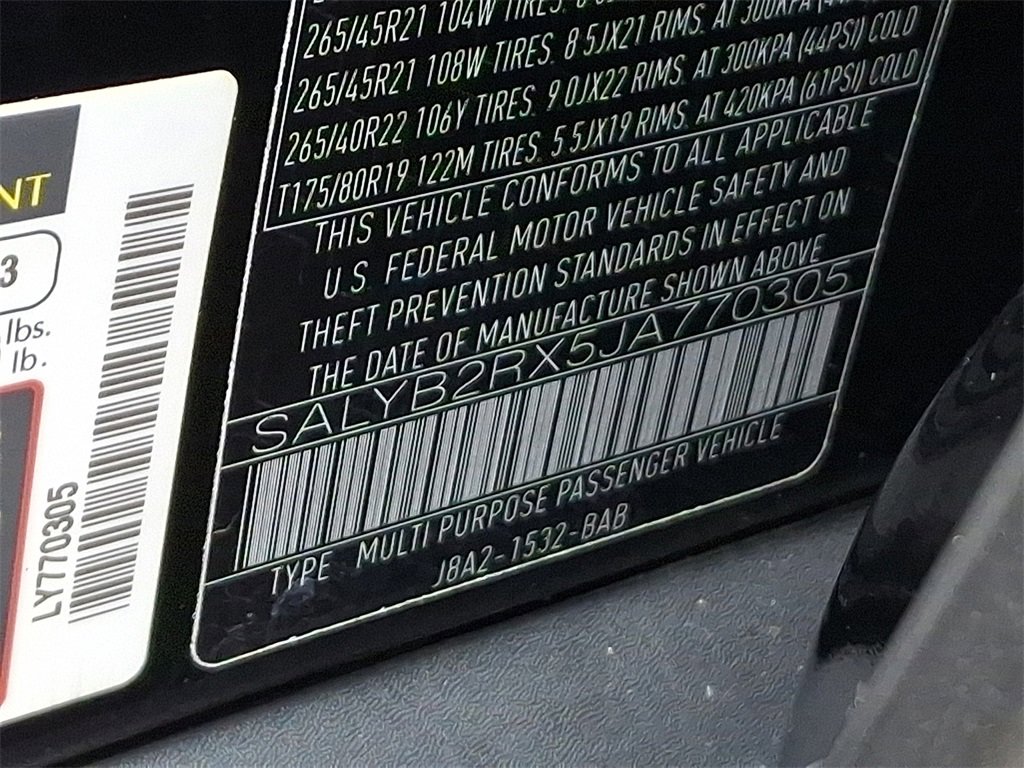 265/45R21 104W TIRES.
265/45R21 108W TIRES. 8 5JX21 RIMS. AT 300KPA
265/40R22 106Y TIRES. 9 0JX22 RIMS. AT 300KPA (44PSI) COLD
T175/80R19 122M TIRES. 5 5JX19 RIMS. AT 420KPA (61PSI) COLD
THIS VEHICLE CONFORMS TO ALL APPLICABLE
U.S. FEDERAL MOTOR VEHICLE SAFETY AND
THEFT PREVENTION STANDARDS IN EFFECT ON
THE DATE OF MANUFACTURE SHOWN ABOVE
SALYB2RX5JA770305
TYPE MULTI PURPOSE PASSENGER VEHICLE
J8A2-1532-BAB
NT
3
lbs.
lb.
LY770305